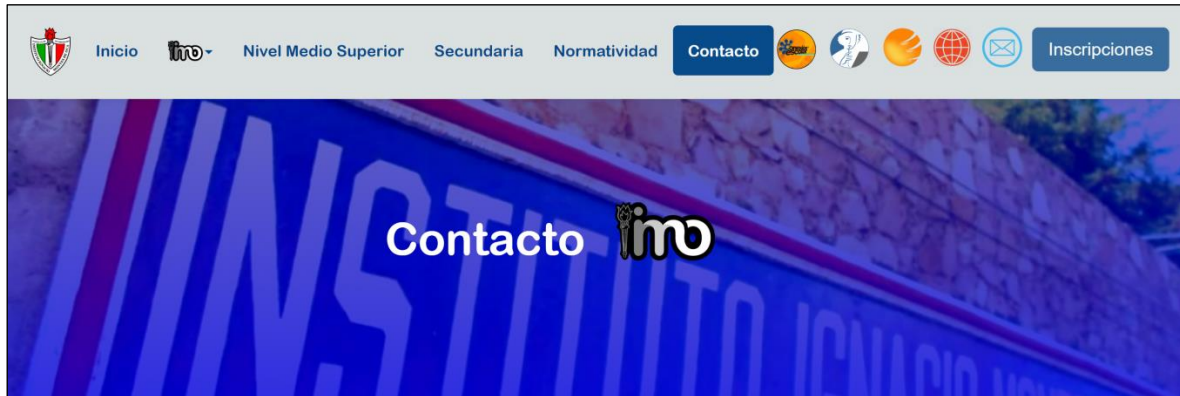 Inicio imo Nivel Medio Superior Secundaria Normatividad Contacto Inscripciones
Contacto imo
INSTITUTO IGNACIO